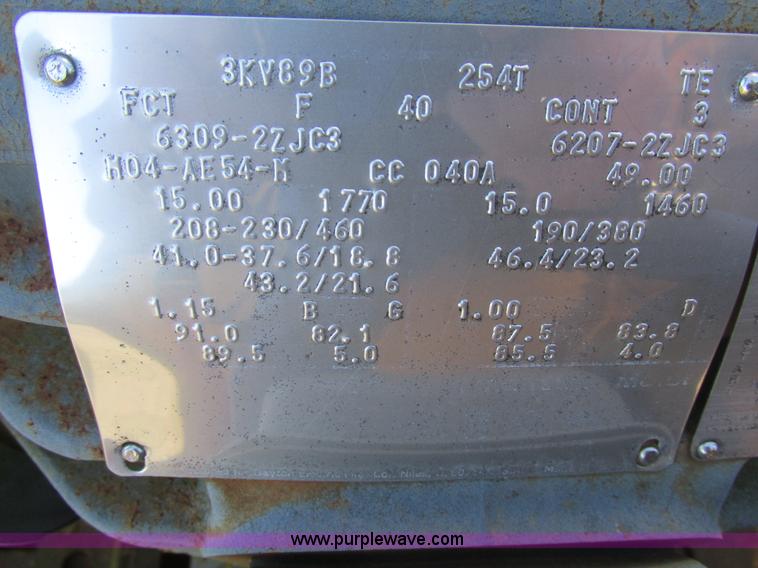 3KV89B 254T TE
FCT F 40 CONT 3
6309-2ZJC3 6207-2ZJC3
M04-AE54-M CC 040A 49.00
15.00 1770 15.0 1460
208-230/460 190/380
41.0-37.6/18.8 46.4/23.2
43.2/21.6
1.15 B G 1.00 D
91.0 82.1 87.5 83.8
89.5 5.0 85.5 4.0
www.purplewave.com